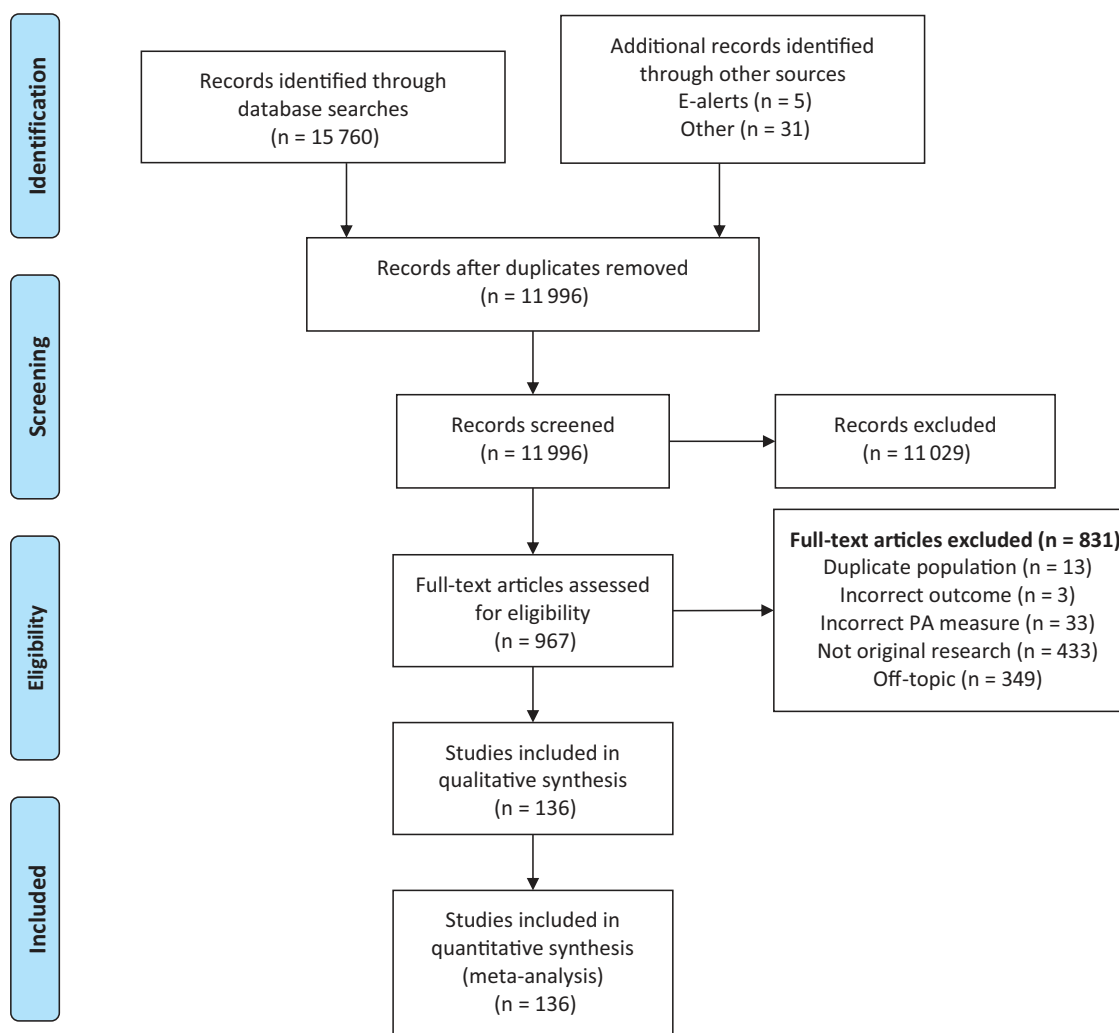 Identification
Records identified through
database searches
(n = 15 760)
Additional records identified
through other sources
E-alerts (n = 5)
Other (n = 31)
Records after duplicates removed
(n = 11 996)
Screening
Records screened
(n = 11 996)
Records excluded
(n = 11 029)
Eligibility
Full-text articles assessed
for eligibility
(n = 967)
Full-text articles excluded (n = 831)
Duplicate population (n = 13)
Incorrect outcome (n = 3)
Incorrect PA measure (n = 33)
Not original research (n = 433)
Off-topic (n = 349)
Studies included in
qualitative synthesis
(n = 136)
Included
Studies included in
quantitative synthesis
(meta-analysis)
(n = 136)